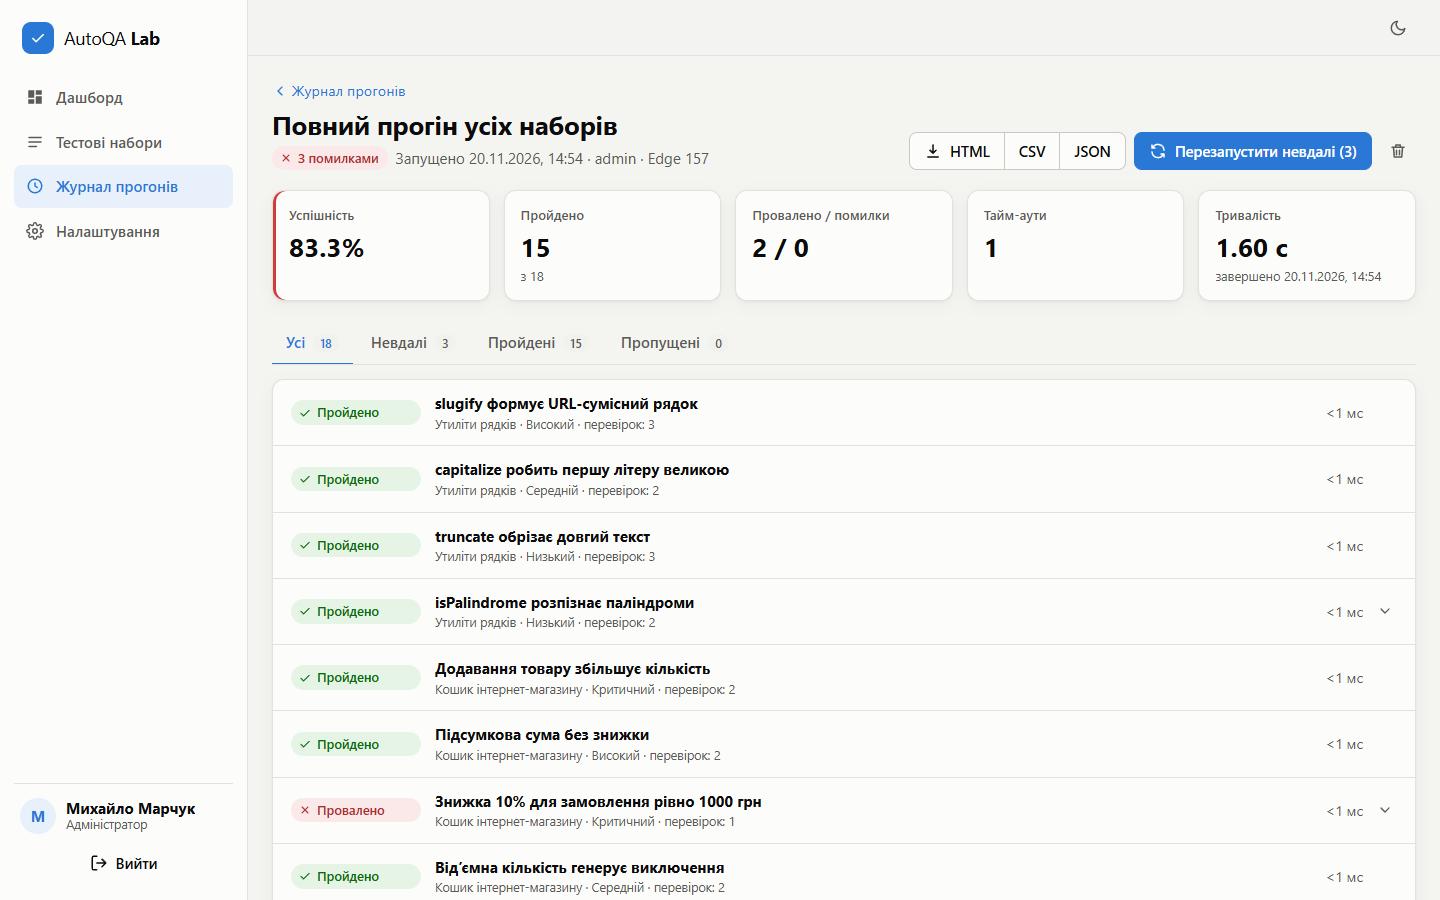 AutoQA Lab
Дашборд
Тестові набори
Журнал прогонів
Налаштування
Михайло Марчук
М
Адміністратор
Вийти
Журнал прогонів
Повний прогін усіх наборів
З помилками
Запущено 20.11.2026, 14:54 · admin · Edge 157
HTML
CSV
JSON
Перезапустити невдалі (3)
Успішність
83.3%
Пройдено
15
з 18
Провалено / помилки
2 / 0
Тайм-аути
1
Тривалість
1.60 с
завершено 20.11.2026, 14:54
Усі 18
Невдалі 3
Пройдені 15
Пропущені 0
Пройдено
slugify формує URL-сумісний рядок
Утиліти рядків · Високий · перевірок: 3
<1 мс
Пройдено
capitalize робить першу літеру великою
Утиліти рядків · Середній · перевірок: 2
<1 мс
Пройдено
truncate обрізає довгий текст
Утиліти рядків · Низький · перевірок: 3
<1 мс
Пройдено
isPalindrome розпізнає паліндроми
Утиліти рядків · Низький · перевірок: 2
<1 мс
Пройдено
Додавання товару збільшує кількість
Кошик інтернет-магазину · Критичний · перевірок: 2
<1 мс
Пройдено
Підсумкова сума без знижки
Кошик інтернет-магазину · Високий · перевірок: 2
<1 мс
Провалено
Знижка 10% для замовлення рівно 1000 грн
Кошик інтернет-магазину · Критичний · перевірок: 1
<1 мс
Пройдено
Від’ємна кількість генерує виключення
Кошик інтернет-магазину · Середній · перевірок: 2
<1 мс